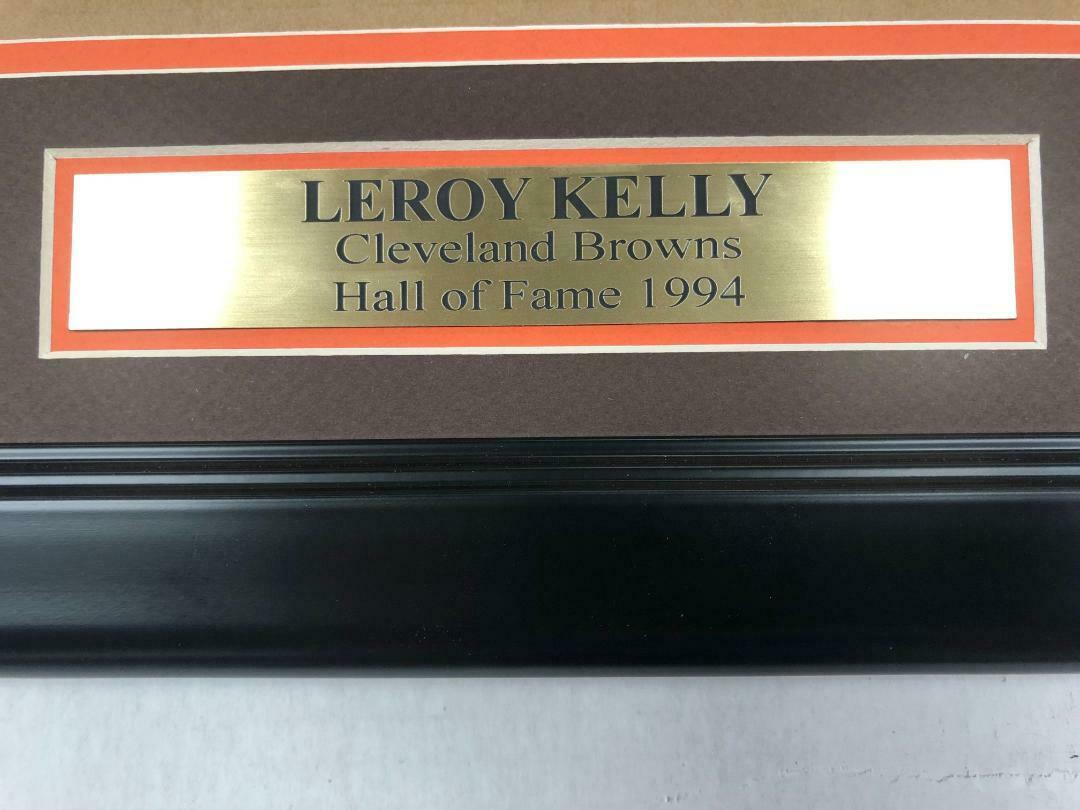 LEROY KELLY
Cleveland Browns
Hall of Fame 1994